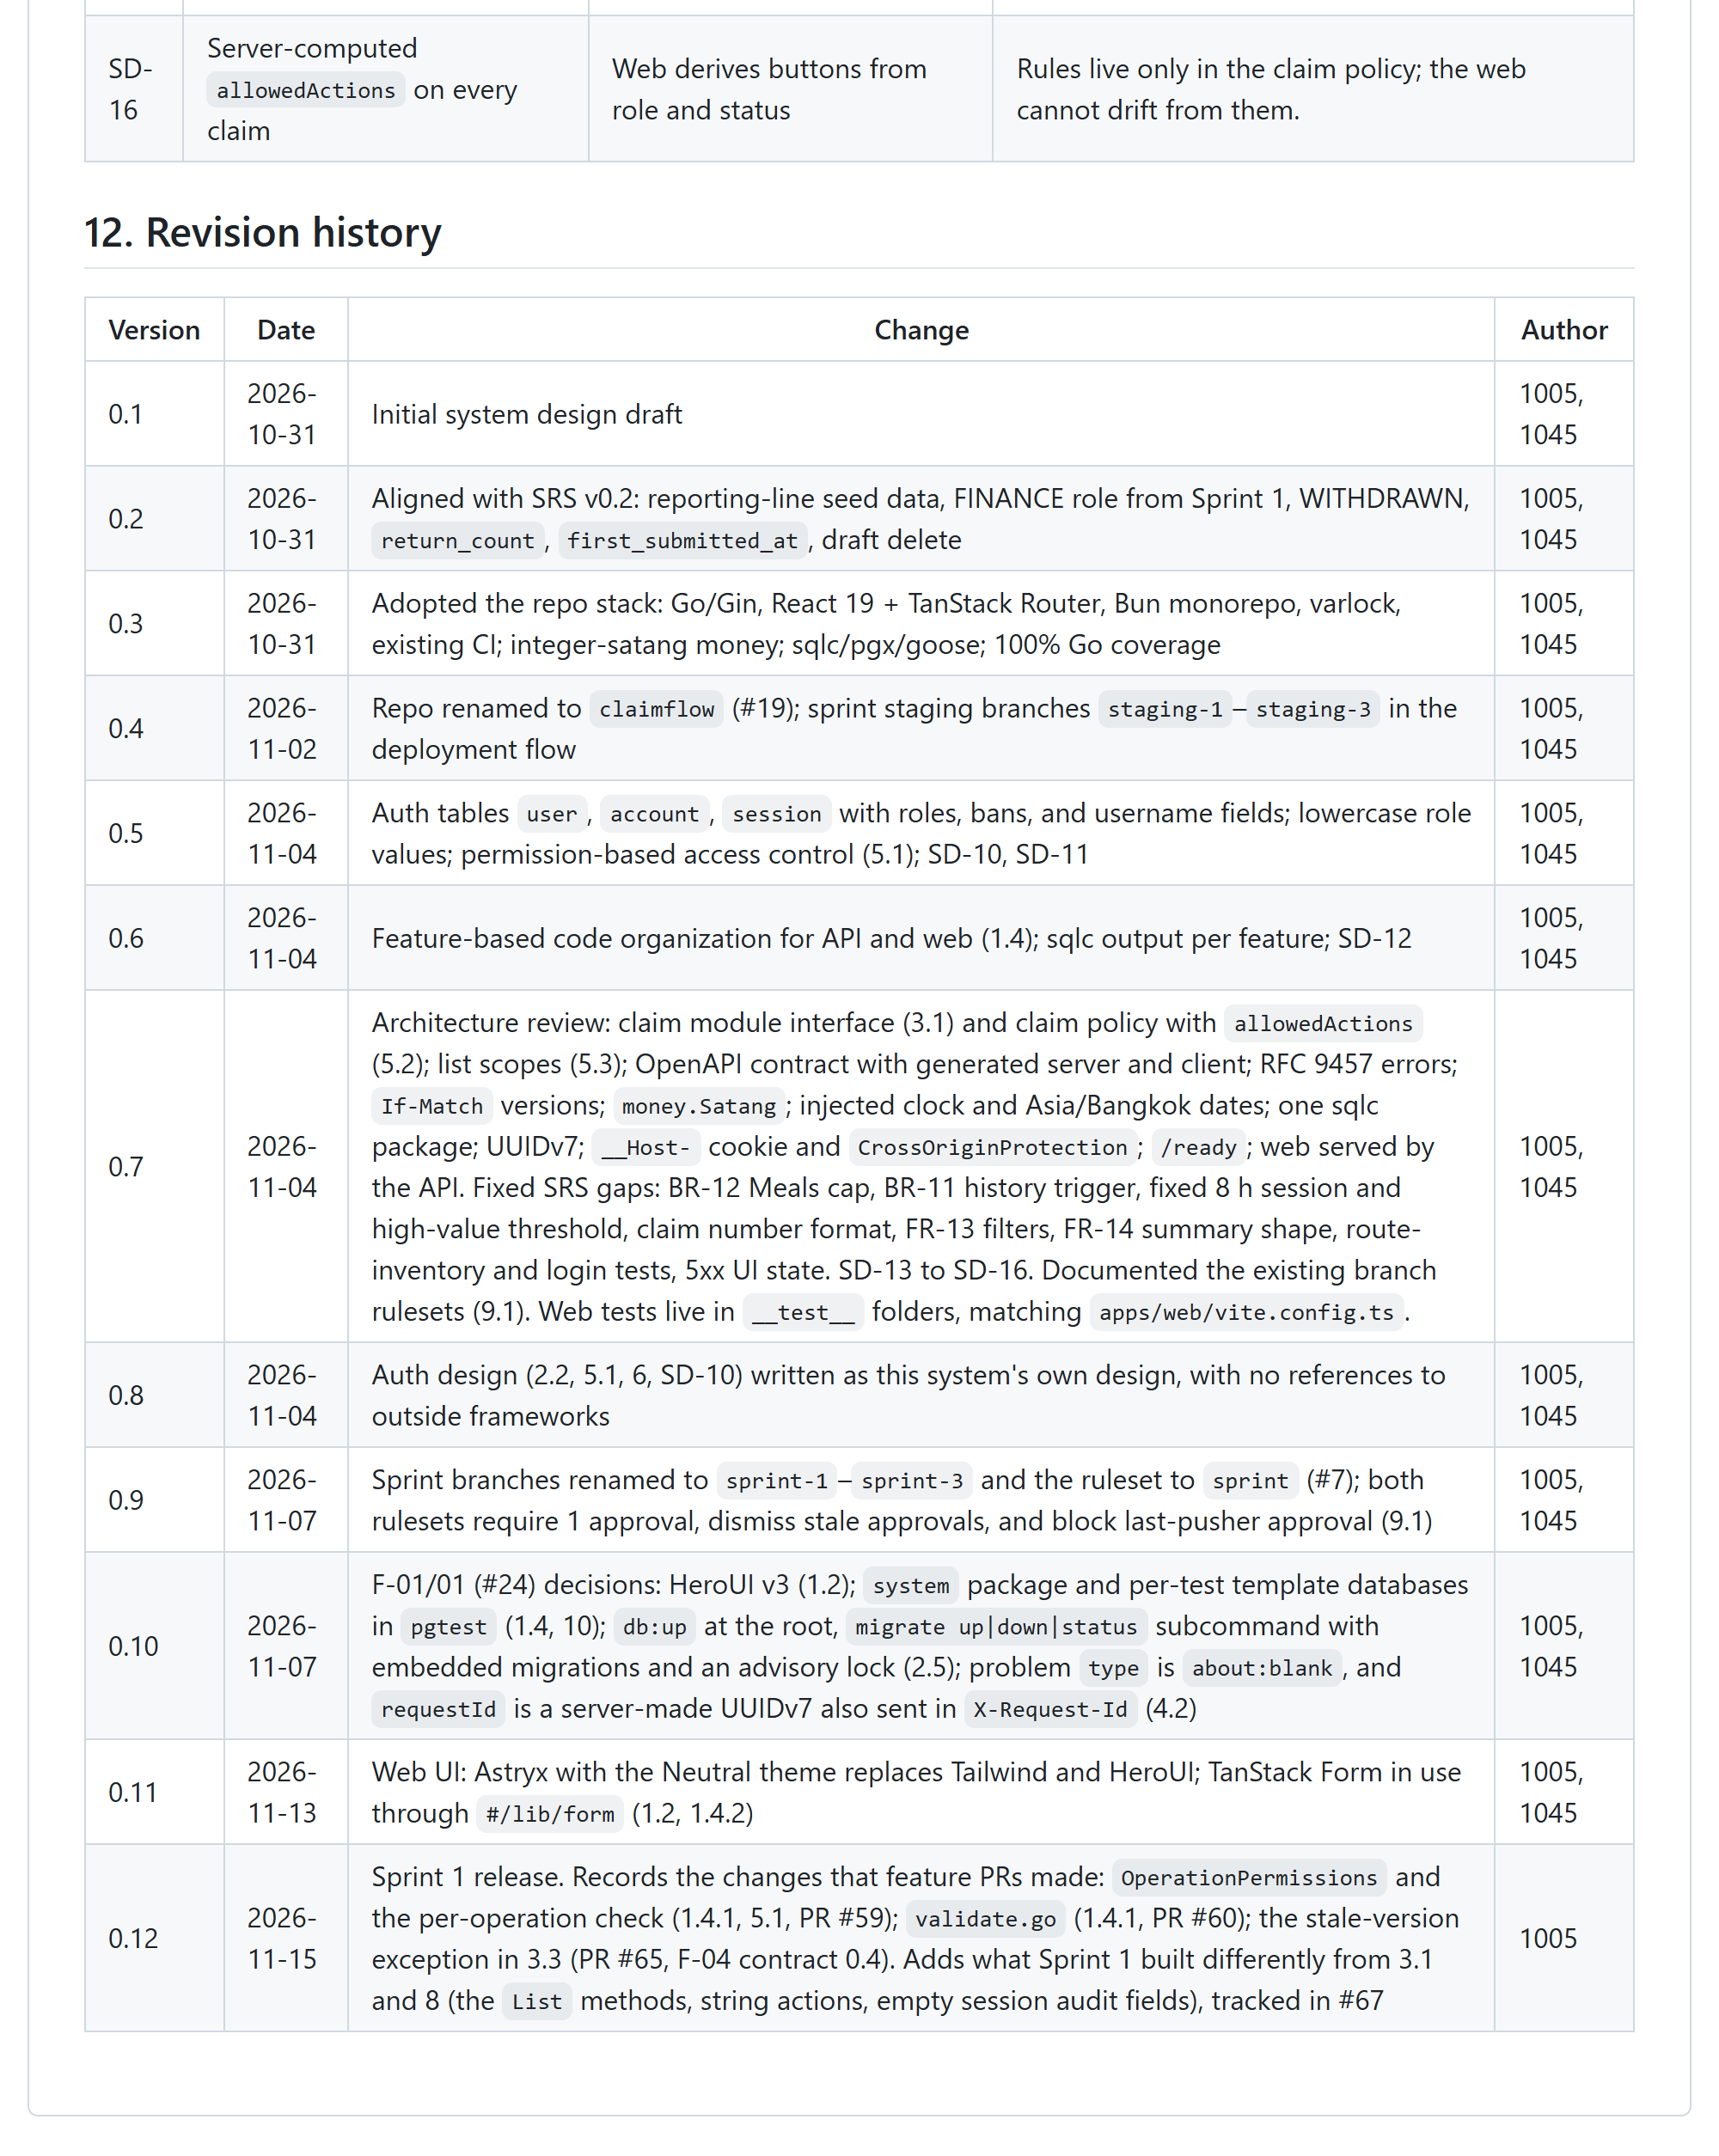 SD-
16
Server-computed
allowedActions on every
claim
Web derives buttons from
role and status
Rules live only in the claim policy; the web
cannot drift from them.
12. Revision history
Version Date Change Author
0.1
2026-
10-31
Initial system design draft
1005,
1045
0.2
2026-
10-31
Aligned with SRS v0.2: reporting-line seed data, FINANCE role from Sprint 1, WITHDRAWN,
return_count, first_submitted_at, draft delete
1005,
1045
0.3
2026-
10-31
Adopted the repo stack: Go/Gin, React 19 + TanStack Router, Bun monorepo, varlock,
existing CI; integer-satang money; sqlc/pgx/goose; 100% Go coverage
1005,
1045
0.4
2026-
11-02
Repo renamed to claimflow (#19); sprint staging branches staging-1–staging-3 in the
deployment flow
1005,
1045
0.5
2026-
11-04
Auth tables user, account, session with roles, bans, and username fields; lowercase role
values; permission-based access control (5.1); SD-10, SD-11
1005,
1045
0.6
2026-
11-04
Feature-based code organization for API and web (1.4); sqlc output per feature; SD-12
1005,
1045
0.7
2026-
11-04
Architecture review: claim module interface (3.1) and claim policy with allowedActions
(5.2); list scopes (5.3); OpenAPI contract with generated server and client; RFC 9457 errors;
If-Match versions; money.Satang; injected clock and Asia/Bangkok dates; one sqlc
package; UUIDv7; __Host- cookie and CrossOriginProtection; /ready; web served by
the API. Fixed SRS gaps: BR-12 Meals cap, BR-11 history trigger, fixed 8 h session and
high-value threshold, claim number format, FR-13 filters, FR-14 summary shape, route-
inventory and login tests, 5xx UI state. SD-13 to SD-16. Documented the existing branch
rulesets (9.1). Web tests live in __test__ folders, matching apps/web/vite.config.ts.
1005,
1045
0.8
2026-
11-04
Auth design (2.2, 5.1, 6, SD-10) written as this system's own design, with no references to
outside frameworks
1005,
1045
0.9
2026-
11-07
Sprint branches renamed to sprint-1–sprint-3 and the ruleset to sprint (#7); both
rulesets require 1 approval, dismiss stale approvals, and block last-pusher approval (9.1)
1005,
1045
0.10
2026-
11-07
F-01/01 (#24) decisions: HeroUI v3 (1.2); system package and per-test template databases
in pgtest (1.4, 10); db:up at the root, migrate up|down|status subcommand with
embedded migrations and an advisory lock (2.5); problem type is about:blank, and
requestId is a server-made UUIDv7 also sent in X-Request-Id (4.2)
1005,
1045
0.11
2026-
11-13
Web UI: Astryx with the Neutral theme replaces Tailwind and HeroUI; TanStack Form in use
through #/lib/form (1.2, 1.4.2)
1005,
1045
0.12
2026-
11-15
Sprint 1 release. Records the changes that feature PRs made: OperationPermissions and
the per-operation check (1.4.1, 5.1, PR #59); validate.go (1.4.1, PR #60); the stale-version
exception in 3.3 (PR #65, F-04 contract 0.4). Adds what Sprint 1 built differently from 3.1
and 8 (the List methods, string actions, empty session audit fields), tracked in #67
1005